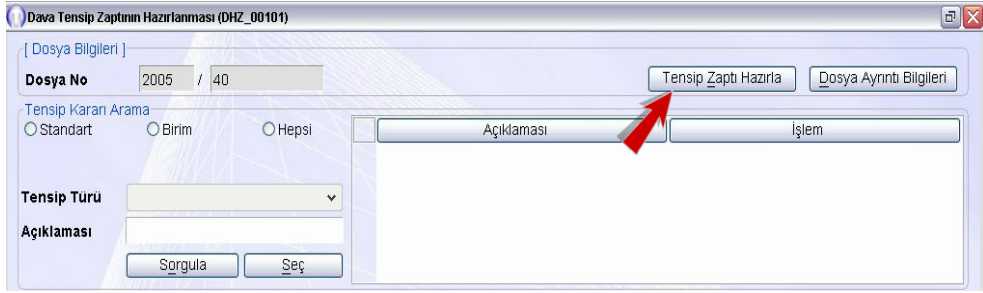 Dava Tensip Zaptının Hazırlanması (DHZ_00101)
[ Dosya Bilgileri ]
Dosya No 2005 / 40 Tensip Zaptı Hazırla Dosya Ayrıntı Bilgileri
Tensip Kararı Arama
Standart Birim Hepsi Açıklaması İşlem
Tensip Türü
Açıklaması
Sorgula Seç